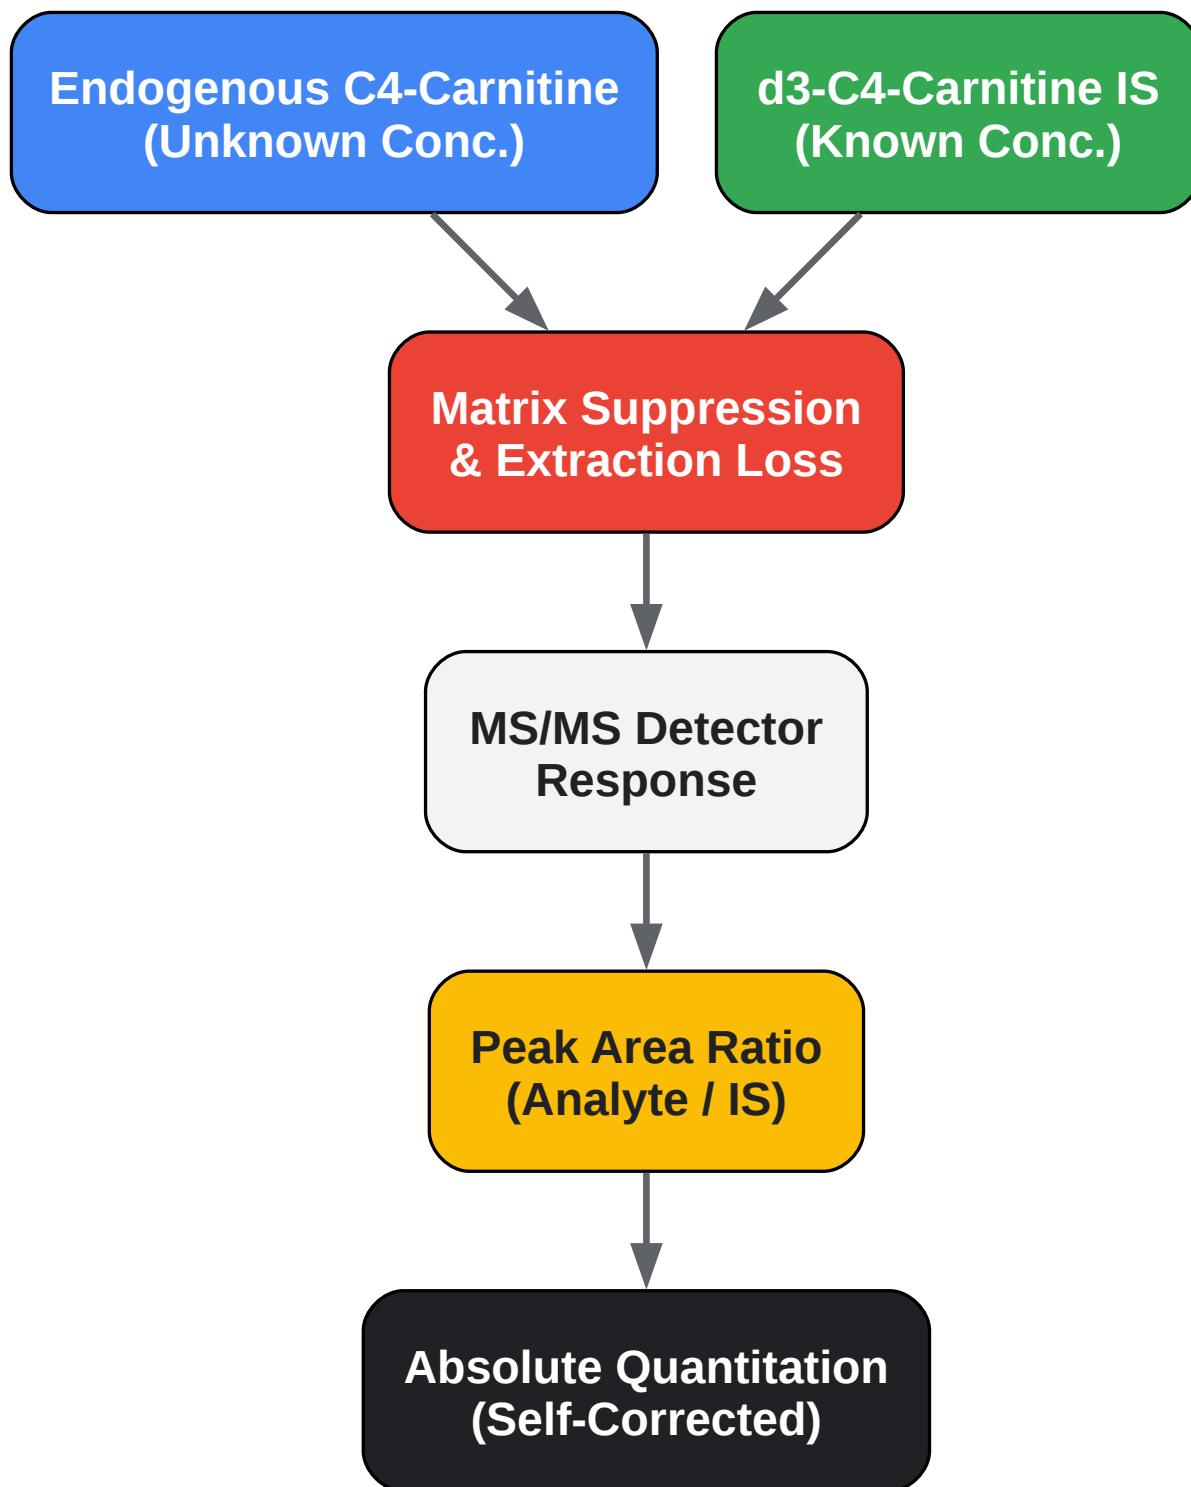 Endogenous C4-Carnitine
(Unknown Conc.)
d3-C4-Carnitine IS
(Known Conc.)
Matrix Suppression
& Extraction Loss
MS/MS Detector
Response
Peak Area Ratio
(Analyte / IS)
Absolute Quantitation
(Self-Corrected)